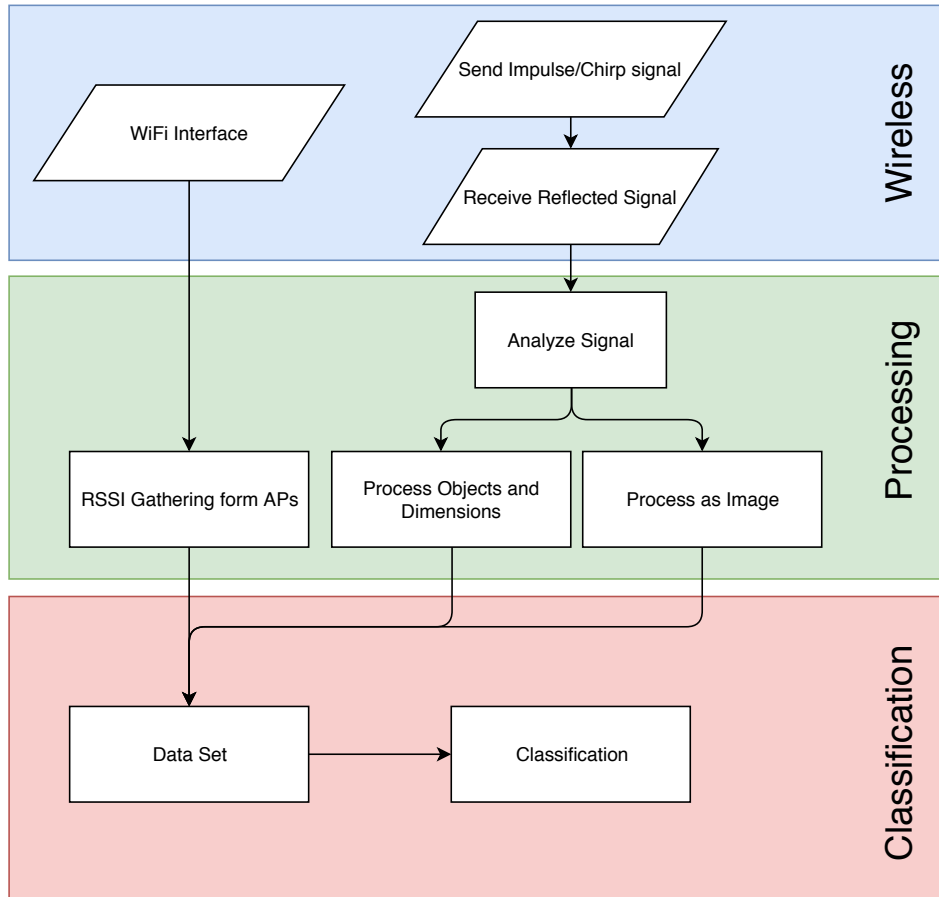 Send Impulse/Chirp signal
WiFi Interface
Receive Reflected Signal
Wireless
Analyze Signal
RSSI Gathering form APs
Process Objects and
Dimensions
Process as Image
Processing
Data Set
Classification
Classification